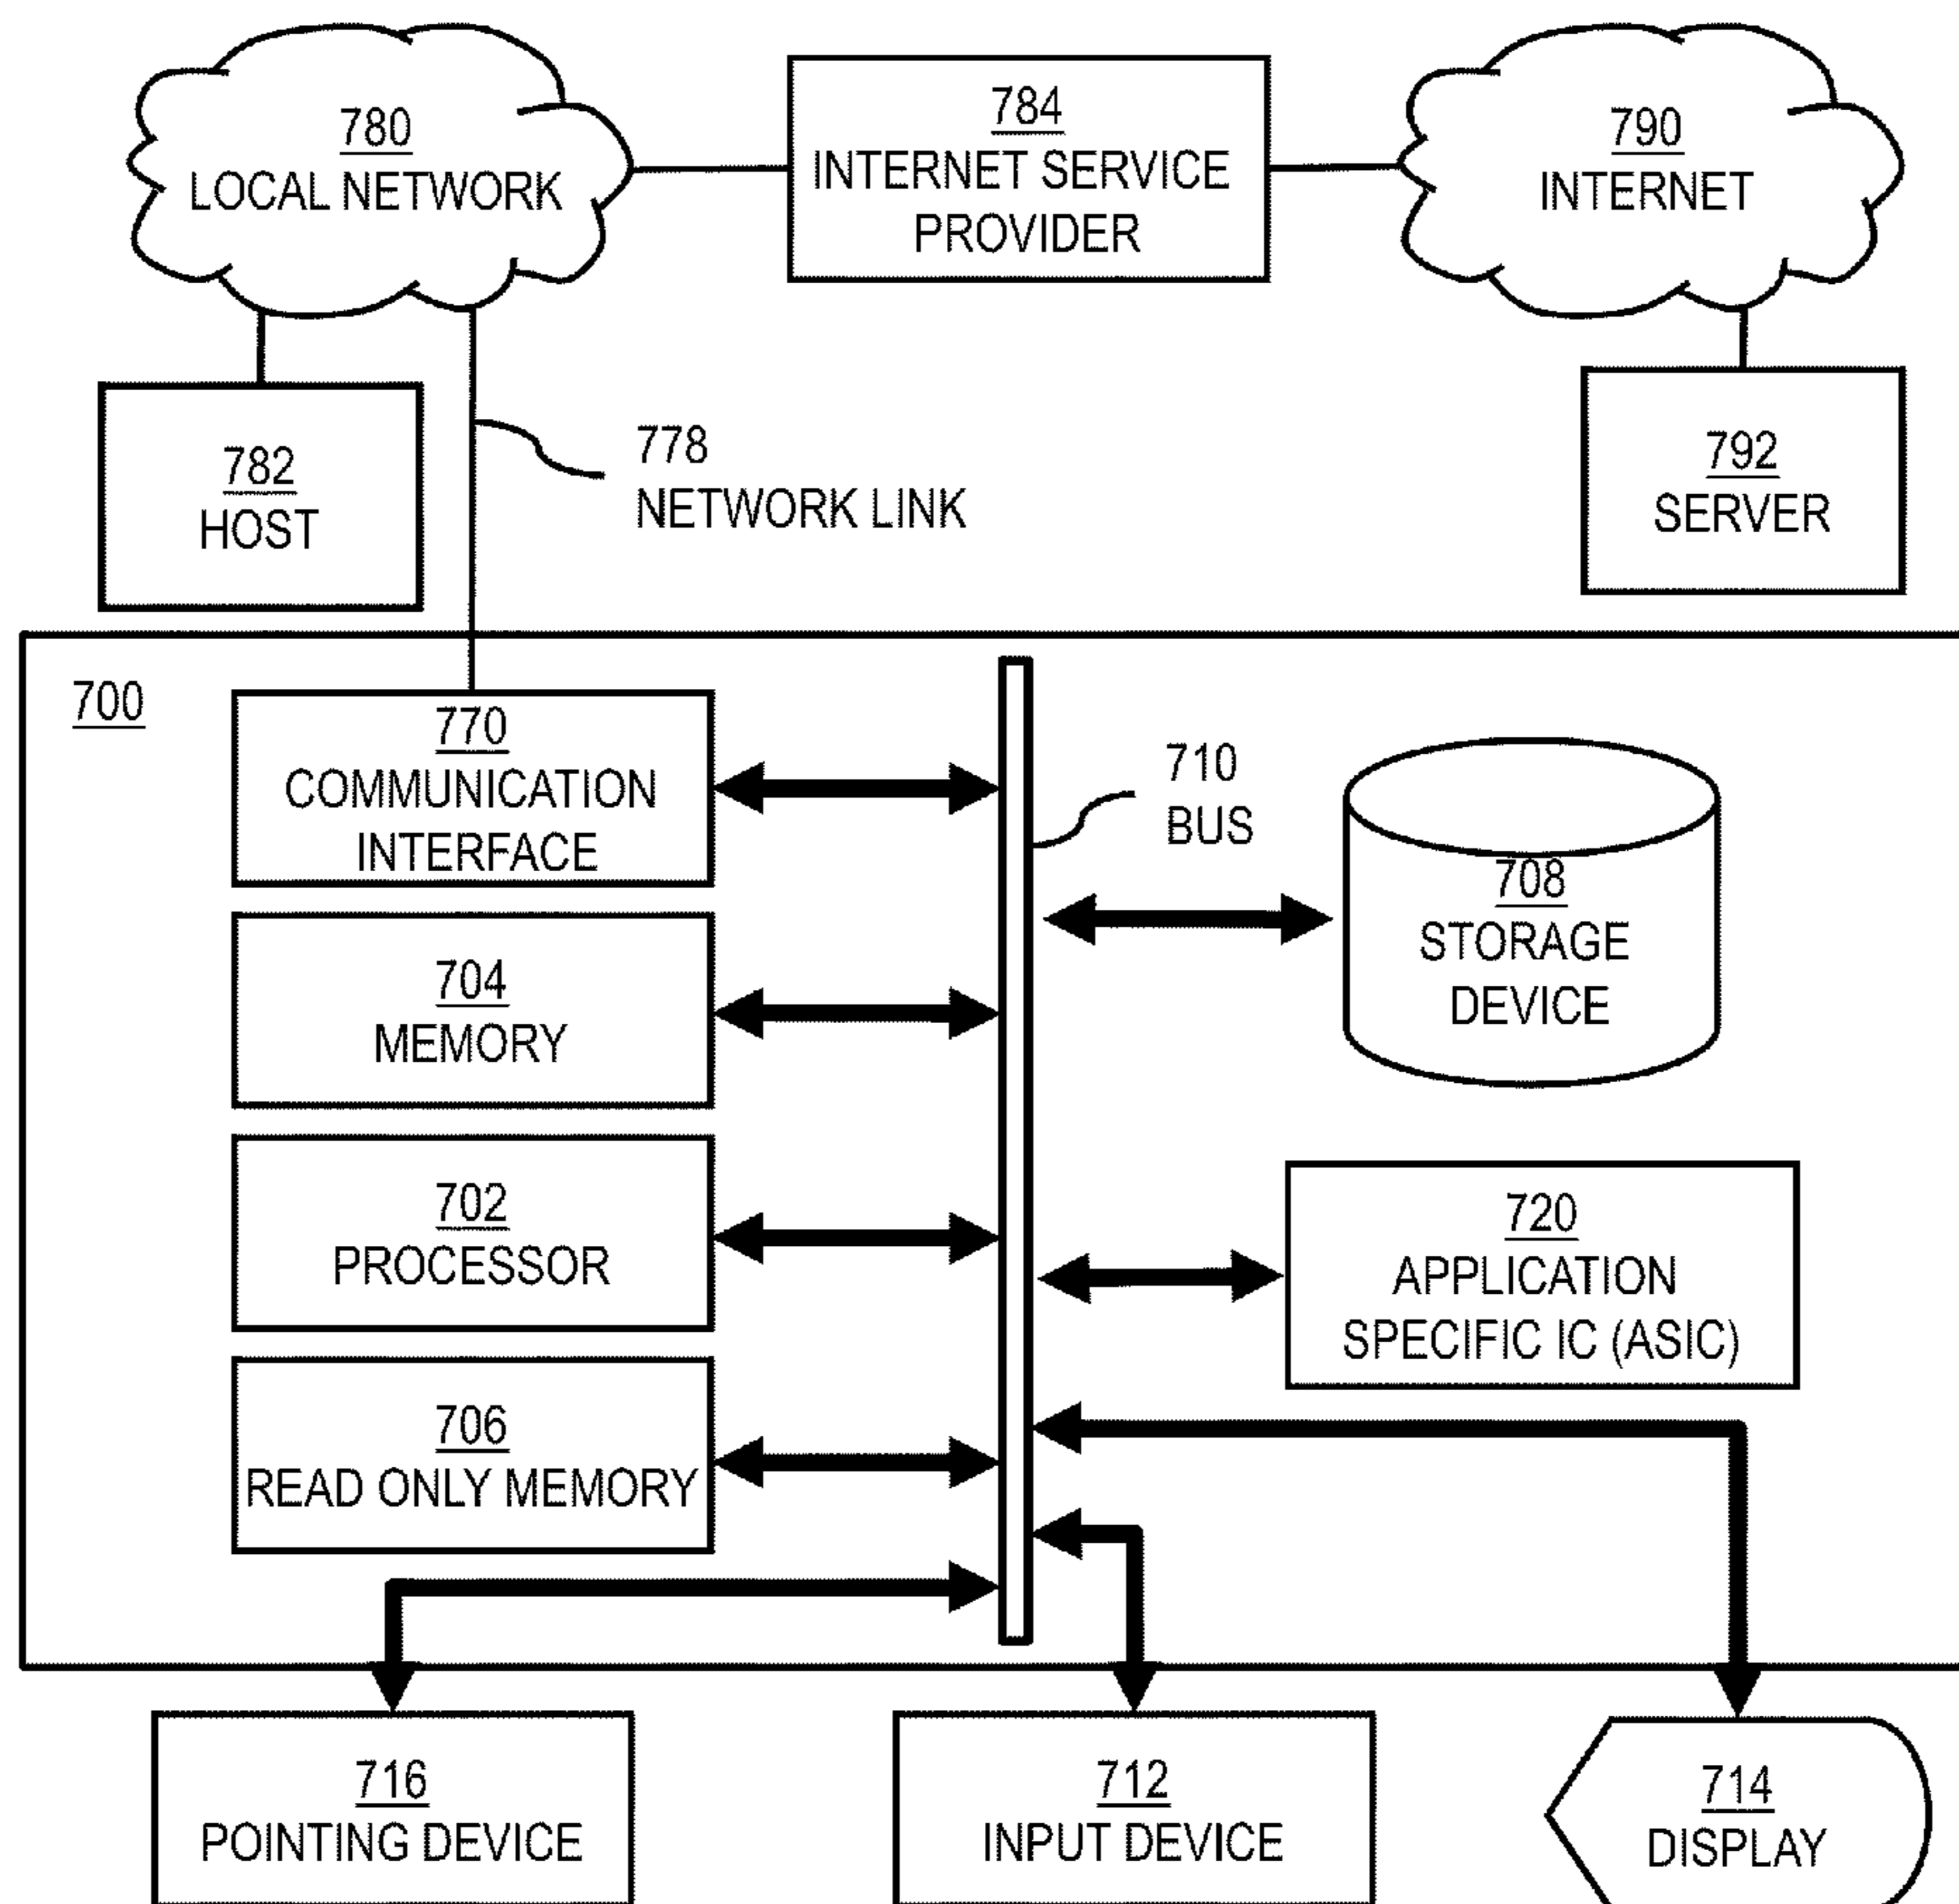 780
LOCAL NETWORK
784
INTERNET SERVICE
PROVIDER
790
INTERNET
782
HOST
778
NETWORK LINK
792
SERVER
700
770
COMMUNICATION
INTERFACE
710
BUS
708
STORAGE
DEVICE
704
MEMORY
702
PROCESSOR
720
APPLICATION
SPECIFIC IC (ASIC)
706
READ ONLY MEMORY
716
POINTING DEVICE
712
INPUT DEVICE
714
DISPLAY